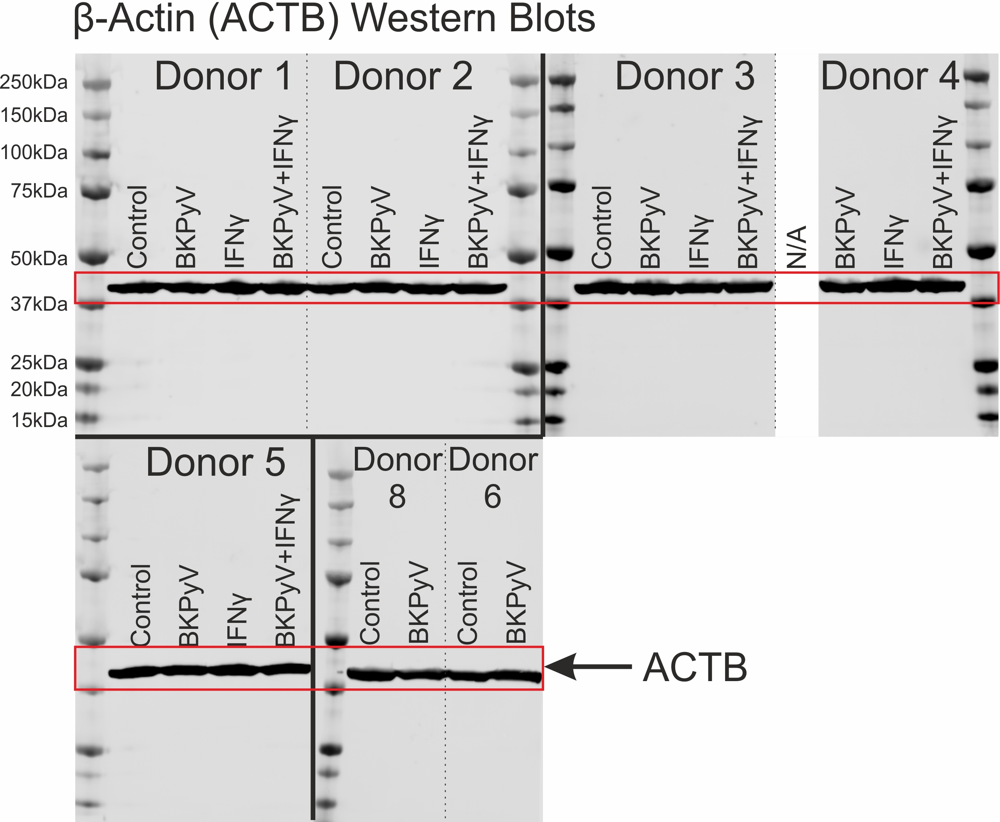 β-Actin (ACTB) Western Blots
Donor 1
Donor 2
Donor 3
Donor 4
250kDa
150kDa
100kDa
75kDa
50kDa
37kDa
25kDa
20kDa
15kDa
Control
BKPyV
IFNγ
BKPyV+IFNγ
Control
BKPyV
IFNγ
BKPyV+IFNγ
Control
BKPyV
IFNγ
BKPyV+IFNγ
N/A
BKPyV
IFNγ
BKPyV+IFNγ
Donor 5
Donor
8
Donor
6
Control
BKPyV
IFNγ
BKPyV+IFNγ
Control
BKPyV
Control
BKPyV
ACTB